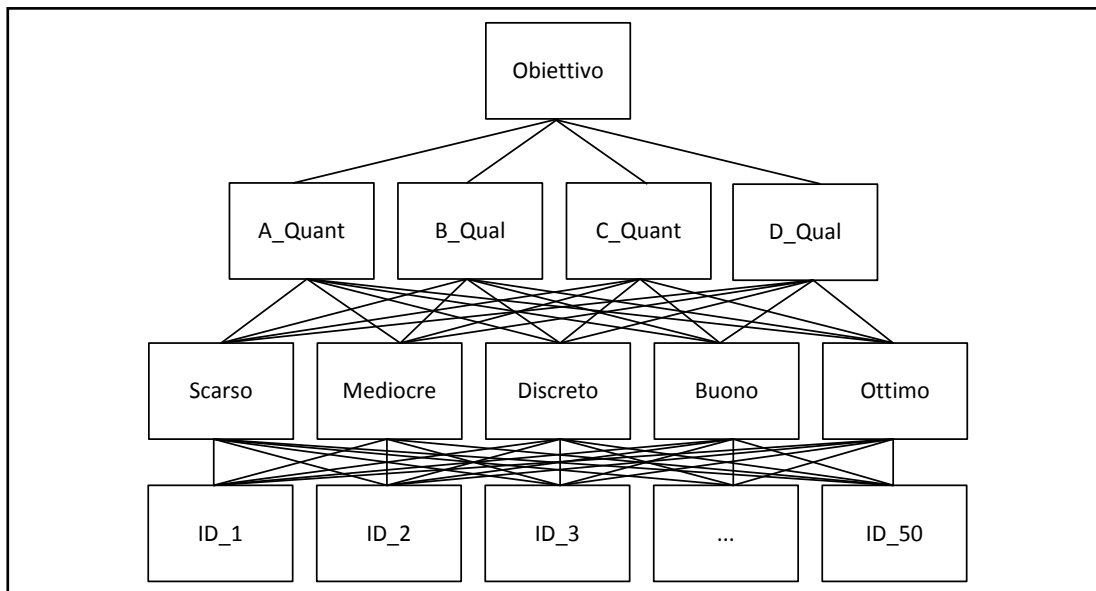 Obiettivo
A_Quant
B_Qual
C_Quant
D_Qual
Scarso
Mediocre
Discreto
Buono
Ottimo
ID_1
ID_2
ID_3
...
ID_50